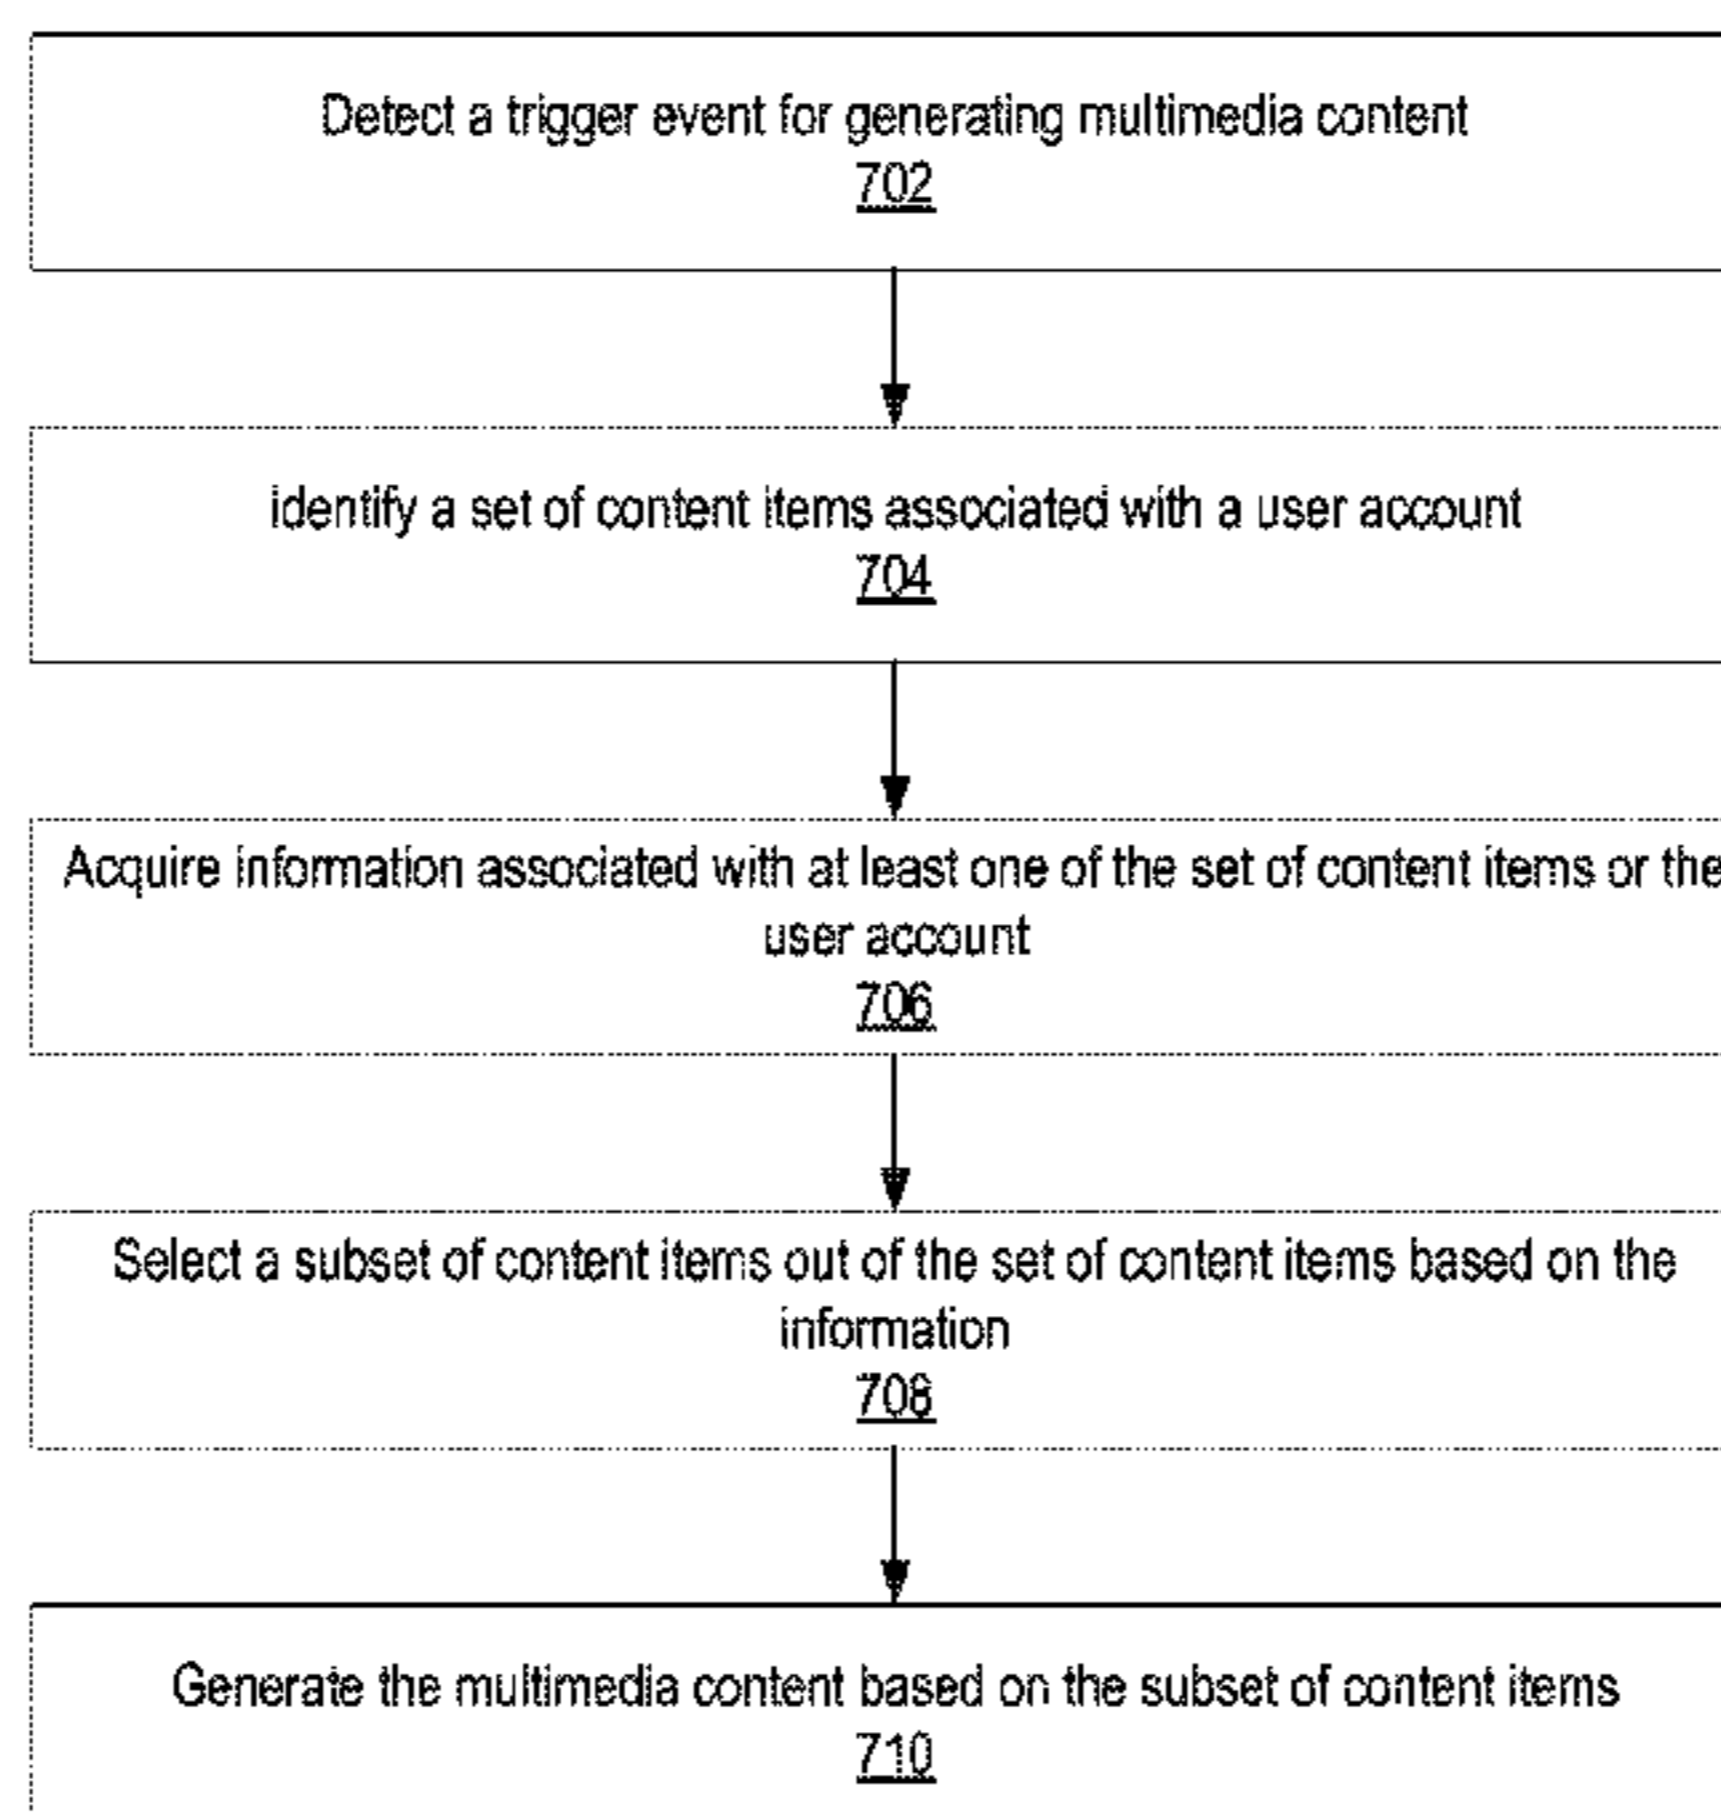 Detect a trigger event for generating multimedia content
702
identify a set of content items associated with a user account
704
Acquire information associated with at least one of the set of content items or the
user account
706
Select a subset of content items out of the set of content items based on the
information
708
Generate the multimedia content based on the subset of content items
710